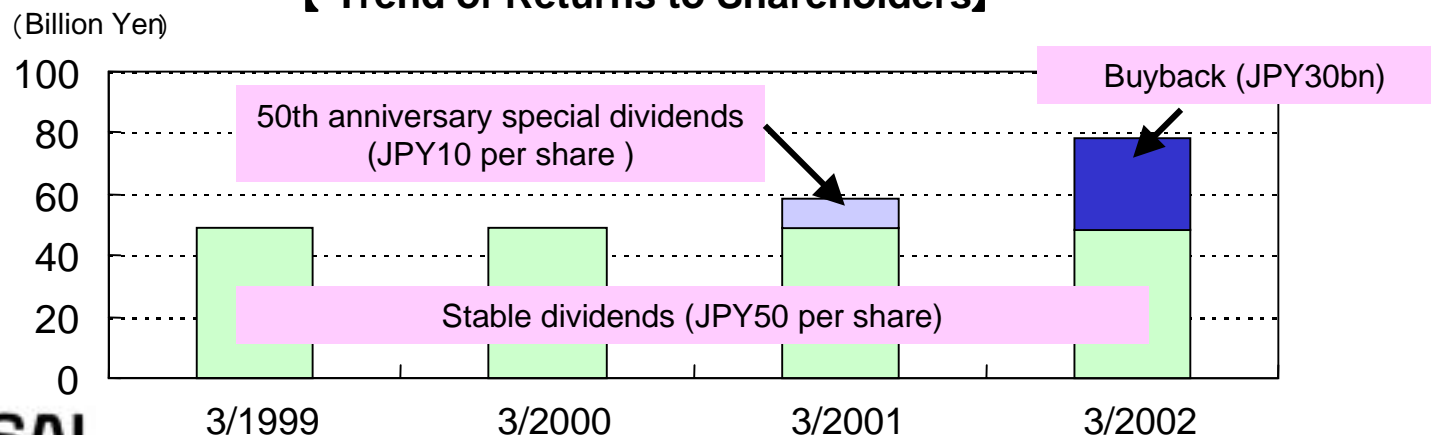 【 Trend of Returns to Shareholders】
(Billion Yen)
Buyback (JPY30bn)
50th anniversary special dividends
(JPY10 per share )
Stable dividends (JPY50 per share)
100
80
60
40
20
0
3/1999
3/2000
3/2001
3/2002